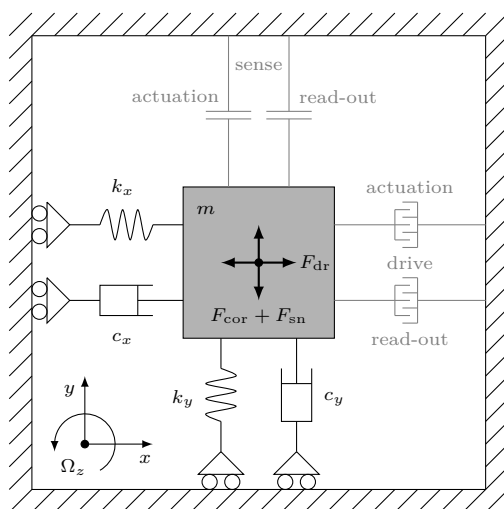 sense
actuation
read-out
k_x
m
actuation
F_dr
drive
F_cor + F_sn
c_x
read-out
y
k_y
c_y
x
Ω_z